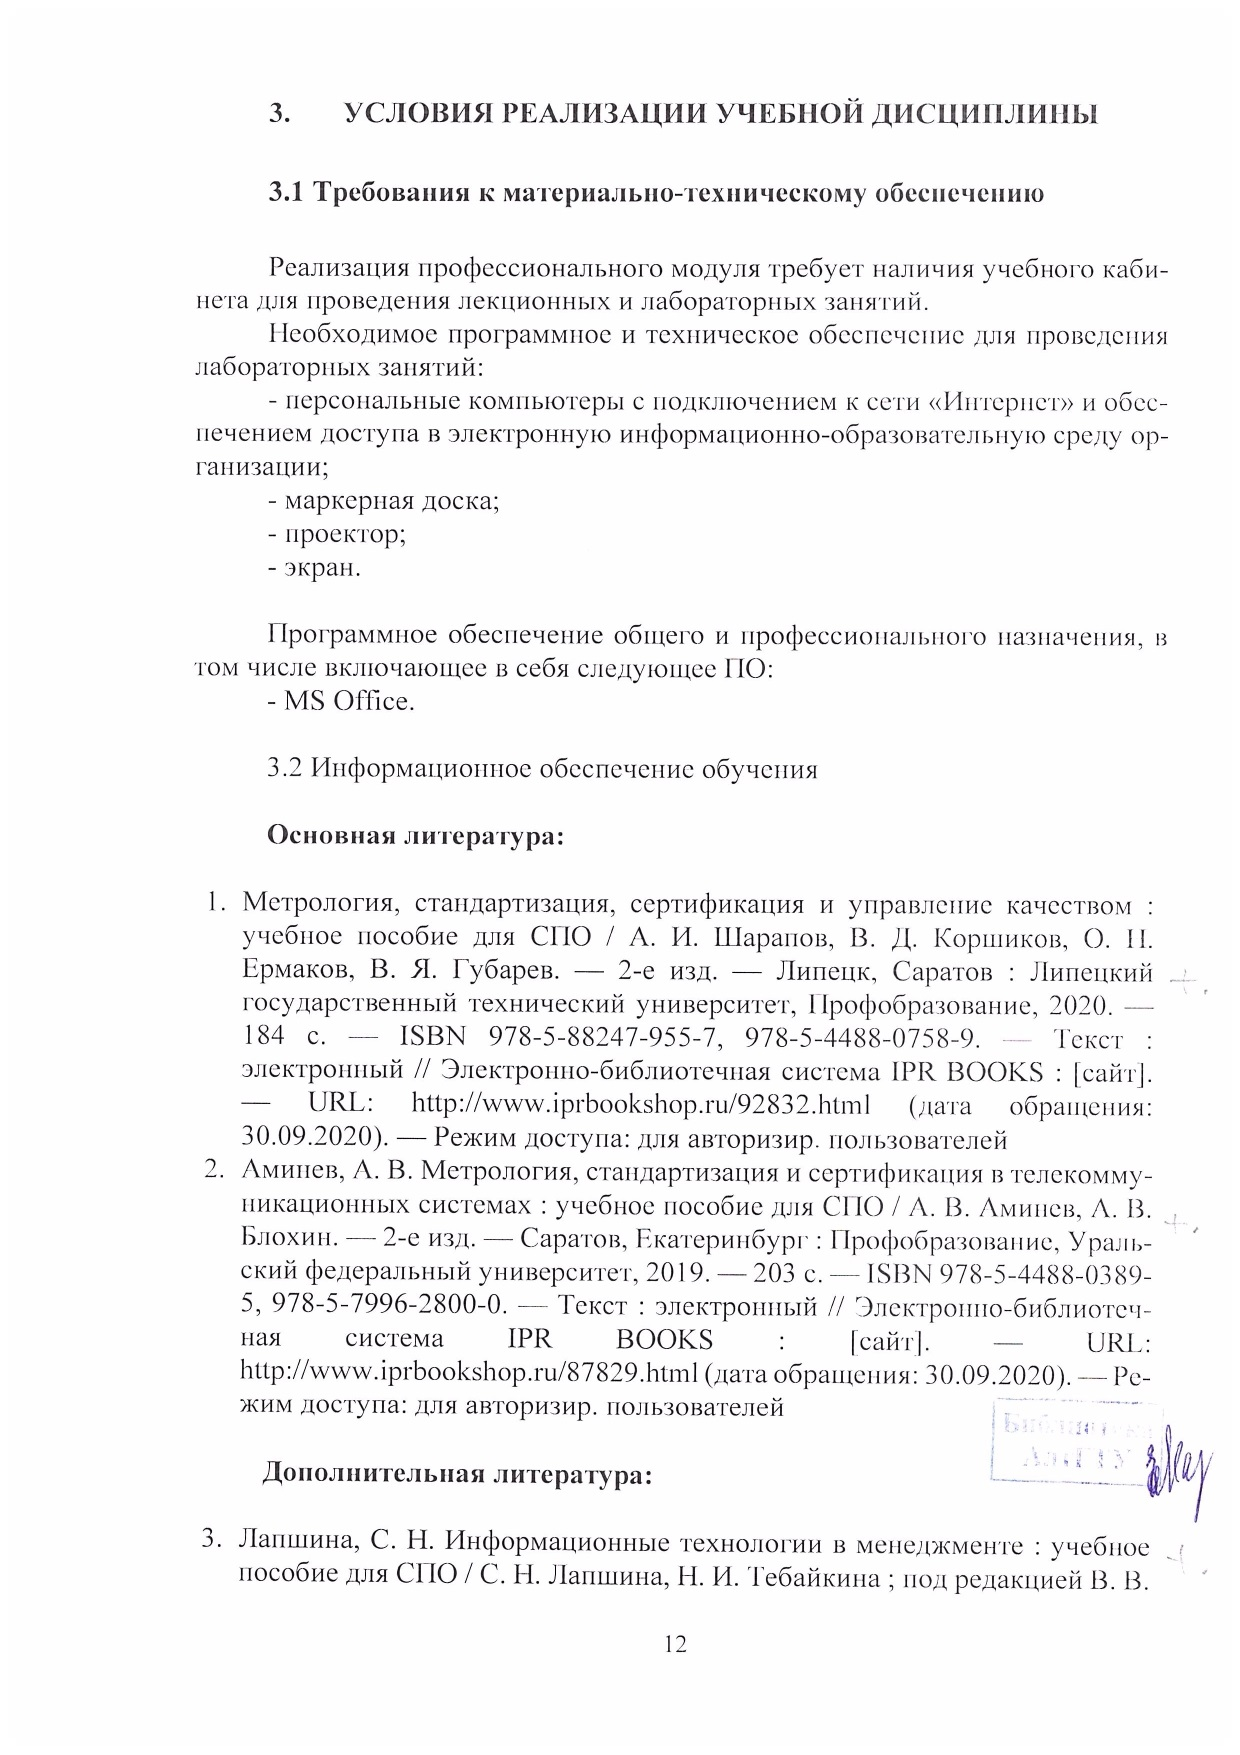 3. УСЛОВИЯ РЕАЛИЗАЦИИ УЧЕБНОЙ ДИСЦИПЛИНЫ
3.1 Требования к материально-техническому обеспечению
Реализация профессионального модуля требует наличия учебного каби-
нета для проведения лекционных и лабораторных занятий.
Необходимое программное и техническое обеспечение для проведения
лабораторных занятий:
- персональные компьютеры с подключением к сети «Интернет» и обес-
печением доступа в электронную информационно-образовательную среду ор-
ганизации;
- маркерная доска;
- проектор;
- экран.
Программное обеспечение общего и профессионального назначения, в
том числе включающее в себя следующее ПО:
- MS Office.
3.2 Информационное обеспечение обучения
Основная литература:
1. Метрология, стандартизация, сертификация и управление качеством :
учебное пособие для СПО / А. И. Шарапов, В. Д. Коршиков, О. Н.
Ермаков, В. Я. Губарев. — 2-е изд. — Липецк, Саратов : Липецкий
государственный технический университет, Профобразование, 2020. —
184 с. — ISBN 978-5-88247-955-7, 978-5-4488-0758-9. — Текст :
электронный // Электронно-библиотечная система IPR BOOKS : [сайт].
— URL: http://www.iprbookshop.ru/92832.html (дата обращения:
30.09.2020). — Режим доступа: для авторизир. пользователей
2. Аминев, А. В. Метрология, стандартизация и сертификация в телекомму-
никационных системах : учебное пособие для СПО / А. В. Аминев, А. В.
Блохин. — 2-е изд. — Саратов, Екатеринбург : Профобразование, Ураль-
ский федеральный университет, 2019. — 203 с. — ISBN 978-5-4488-0389-
5, 978-5-7996-2800-0. — Текст : электронный // Электронно-библиотеч-
ная система IPR BOOKS : [сайт]. — URL:
http://www.iprbookshop.ru/87829.html (дата обращения: 30.09.2020). — Ре-
жим доступа: для авторизир. пользователей
Библиотека
Дополнительная литература:
3. Лапшина, С. Н. Информационные технологии в менеджменте : учебное
пособие для СПО / С. Н. Лапшина, Н. И. Тебайкина ; под редакцией В. В.
12